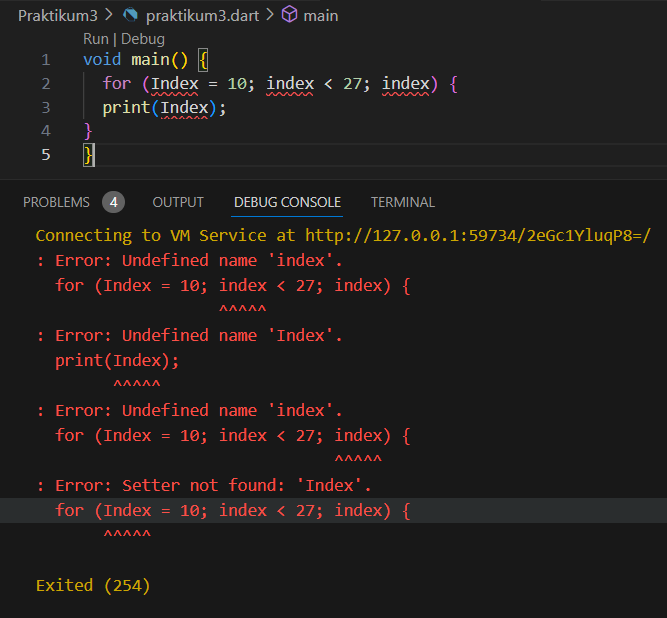 Praktikum3 > praktikum3.dart > main
Run | Debug
1 void main() {
2 for (Index = 10; index < 27; index) {
3 print(Index);
4 }
5 }
PROBLEMS 4 OUTPUT DEBUG CONSOLE TERMINAL
Connecting to VM Service at http://127.0.0.1:59734/2eGc1YluqP8=/
: Error: Undefined name 'index'.
for (Index = 10; index < 27; index) {
^^^^^
: Error: Undefined name 'Index'.
print(Index);
^^^^^
: Error: Undefined name 'index'.
for (Index = 10; index < 27; index) {
^^^^^
: Error: Setter not found: 'Index'.
for (Index = 10; index < 27; index) {
^^^^^
Exited (254)